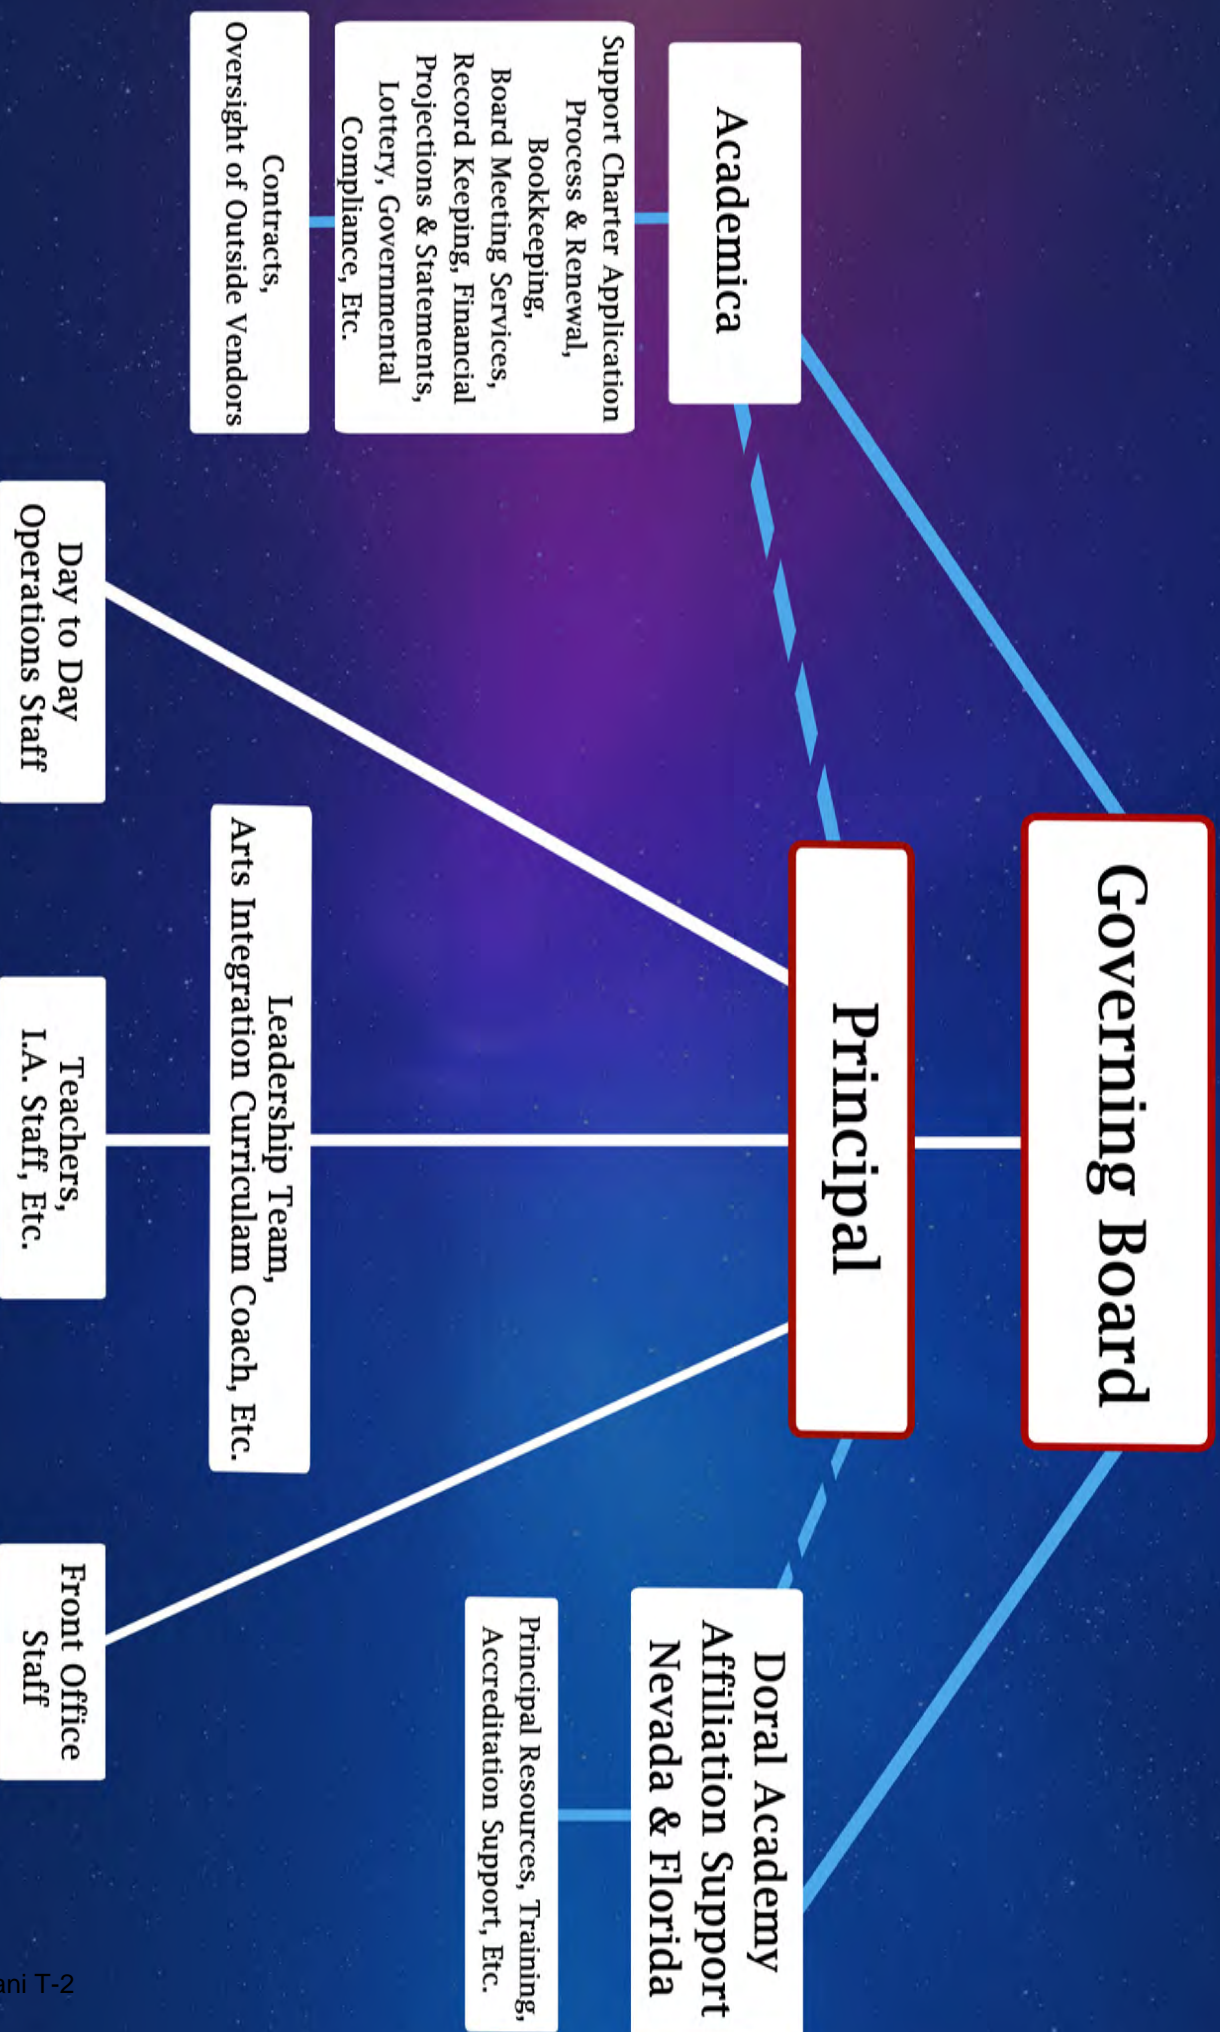 Governing Board
Principal
Academica
Support Charter Application
Process & Renewal,
Bookkeeping,
Board Meeting Services,
Record Keeping, Financial
Projections & Statements,
Lottery, Governmental
Compliance, Etc.
Contracts,
Oversight of Outside Vendors
Doral Academy
Affiliation Support
Nevada & Florida
Principal Resources, Training,
Accreditation Support, Etc.
Leadership Team,
Arts Integration Curriculam Coach, Etc.
Day to Day
Operations Staff
Teachers,
I.A. Staff, Etc.
Front Office
Staff
ani T-2